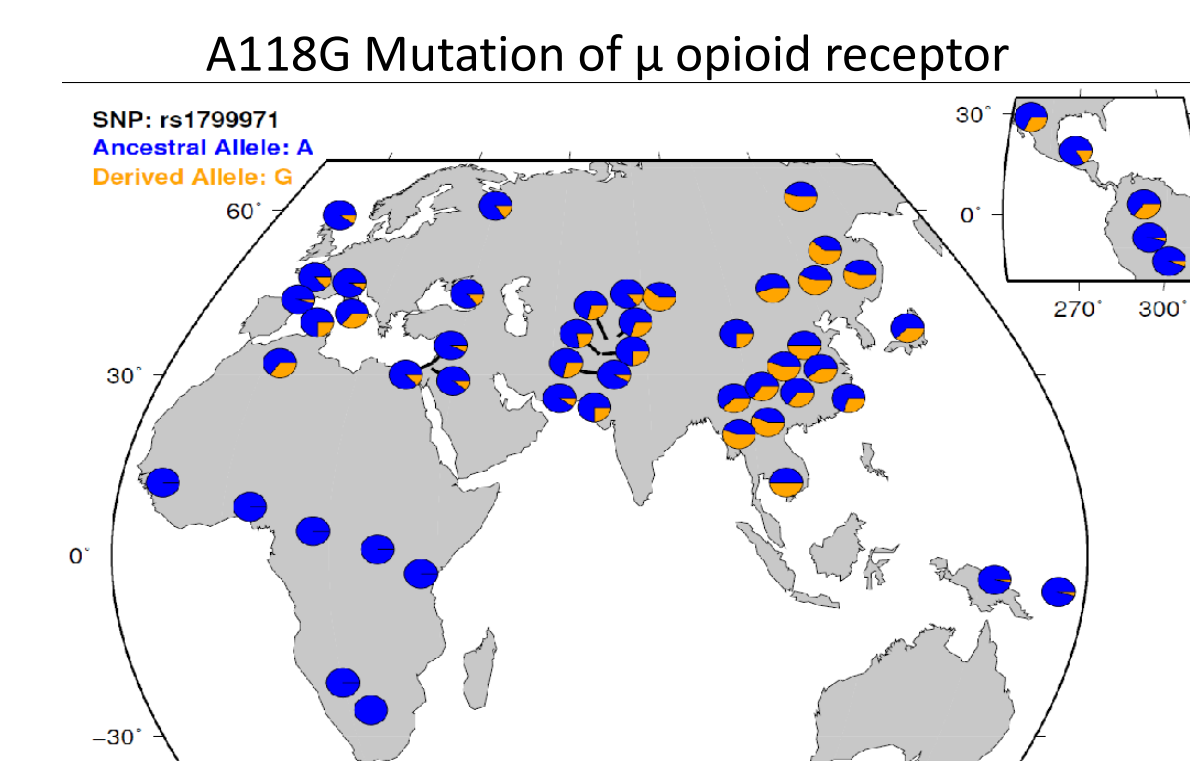 A118G Mutation of µ opioid receptor
SNP: rs1799971
Ancestral Allele: A
Derived Allele: G
30°
60°
0°
270°
300°
30°
0°
−30°